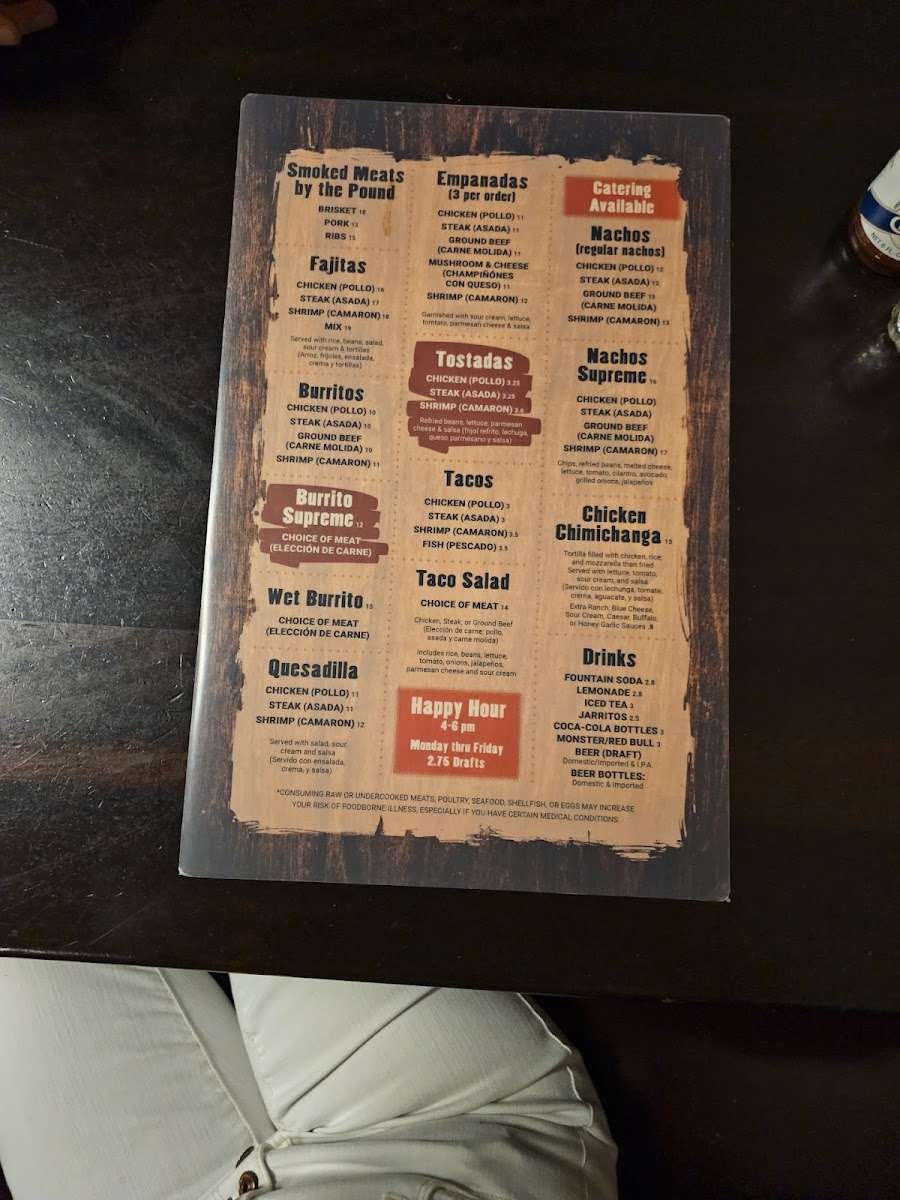 Smoked Meats
by the Pound
BRISKET 18
PORK 13
RIBS 15
Fajitas
CHICKEN (POLLO) 16
STEAK (ASADA) 17
SHRIMP (CAMARON) 18
MIX 19
Served with rice, beans, salad,
sour cream & tortillas
(Arroz, frijoles, ensalada,
crema y tortillas)
Burritos
CHICKEN (POLLO) 10
STEAK (ASADA) 10
GROUND BEEF
(CARNE MOLIDA) 10
SHRIMP (CAMARON) 11
Burrito
Supreme 12
CHOICE OF MEAT
(ELECCIÓN DE CARNE)
Wet Burrito 15
CHOICE OF MEAT
(ELECCIÓN DE CARNE)
Quesadilla
CHICKEN (POLLO) 11
STEAK (ASADA) 11
SHRIMP (CAMARON) 12
Served with salad, sour,
cream and salsa
(Servido con ensalada,
crema, y salsa)
Empanadas
(3 per order)
CHICKEN (POLLO) 11
STEAK (ASADA) 11
GROUND BEEF
(CARNE MOLIDA) 11
MUSHROOM & CHEESE
(CHAMPIÑÓNES
CON QUESO) 11
SHRIMP (CAMARON) 12
Garnished with sour cream, lettuce,
tomtato, parmesan cheese & salsa
Tostadas
CHICKEN (POLLO) 3.25
STEAK (ASADA) 3.25
SHRIMP (CAMARON) 3.6
Refried beans, lettuce, parmesan
cheese & salsa (frijol refrito, lechuga,
queso parmesano y salsa)
Tacos
CHICKEN (POLLO) 3
STEAK (ASADA) 3
SHRIMP (CAMARON) 3.5
FISH (PESCADO) 3.5
Taco Salad
CHOICE OF MEAT 14
Chicken, Steak, or Ground Beef
(Elección de carne: pollo,
asada y carne molida)
Includes rice, beans, lettuce,
tomato, onions, jalapeños,
parmesan cheese and sour cream
Happy Hour
4-6 pm
Monday thru Friday
2.75 Drafts
Catering
Available
Nachos
(regular nachos)
CHICKEN (POLLO) 12
STEAK (ASADA) 12
GROUND BEEF 13
(CARNE MOLIDA)
SHRIMP (CAMARON) 13
Nachos
Supreme 16
CHICKEN (POLLO)
STEAK (ASADA)
GROUND BEEF
(CARNE MOLIDA)
SHRIMP (CAMARON) 17
Chips, refried beans, melted cheese,
lettuce, tomato, cilantro, avocado,
grilled onions, jalapeños
Chicken
Chimichanga 13
Tortilla filled with chicken, rice,
and mozzarella then fried
Served with lettuce, tomato,
sour cream, and salsa
(Servido con lechunga, tomate,
crema, aguacate, y salsa)
Extra Ranch, Blue Cheese,
Sour Cream, Caesar, Buffalo,
or Honey Garlic Sauces .8
Drinks
FOUNTAIN SODA 2.8
LEMONADE 2.8
ICED TEA 3
JARRITOS 2.5
COCA-COLA BOTTLES 3
MONSTER/RED BULL 3
BEER (DRAFT)
Domestic/Imported & I.P.A.
BEER BOTTLES:
Domestic & Imported
*CONSUMING RAW OR UNDERCOOKED MEATS, POULTRY, SEAFOOD, SHELLFISH, OR EGGS MAY INCREASE
YOUR RISK OF FOODBORNE ILLNESS, ESPECIALLY IF YOU HAVE CERTAIN MEDICAL CONDITIONS